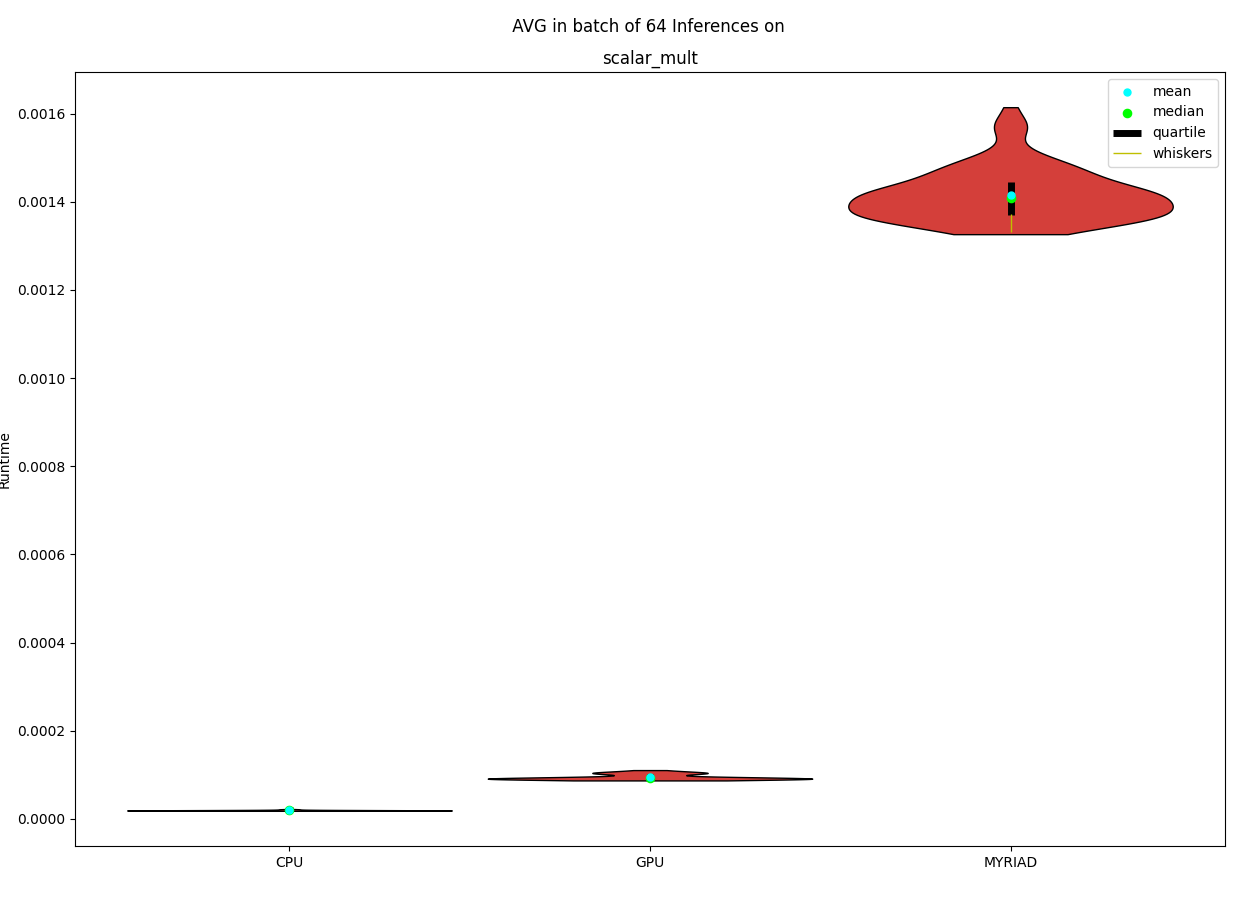 AVG in batch of 64 Inferences on
scalar_mult
mean
median
quartile
whiskers
0.0016
0.0014
0.0012
0.0010
0.0008
0.0006
0.0004
0.0002
0.0000
Runtime
CPU GPU MYRIAD